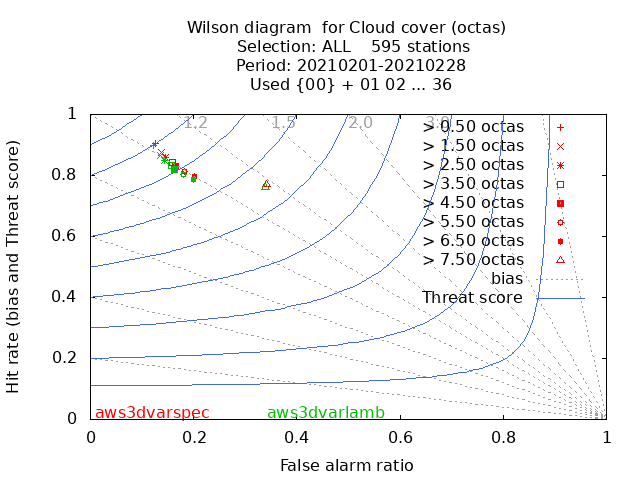 Wilson diagram  for Cloud cover (octas)
Selection: ALL    595 stations
Period: 20210201-20210228
Used {00} + 01 02 ... 36
Hit rate (bias and Threat score)
1
0.8
0.6
0.4
0.2
0
1.2 1.5 2.0 3.0
> 0.50 octas
> 1.50 octas
> 2.50 octas
> 3.50 octas
> 4.50 octas
> 5.50 octas
> 6.50 octas
> 7.50 octas
bias
Threat score
aws3dvarspec aws3dvarlamb
0 0.2 0.4 0.6 0.8 1
False alarm ratio